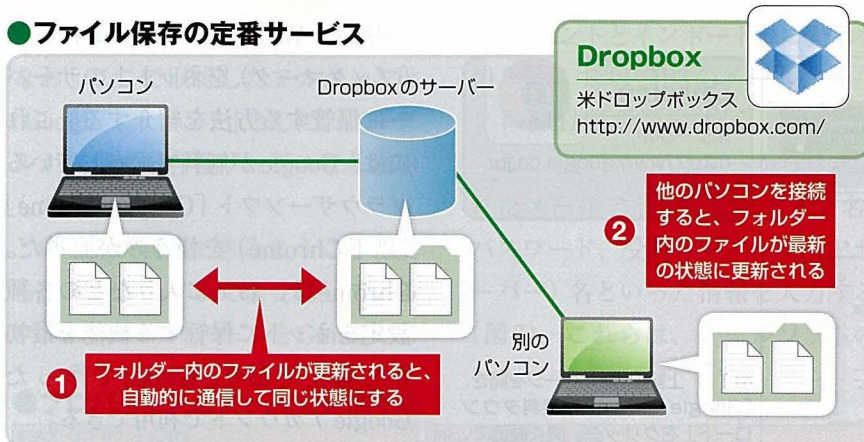 ●ファイル保存の定番サービス
Dropbox
米ドロップボックス
http://www.dropbox.com/
パソコン
Dropboxのサーバー
❷
他のパソコンを接続
すると、フォルダー
内のファイルが最新
の状態に更新される
❶
フォルダー内のファイルが更新されると、
自動的に通信して同じ状態にする
別の
パソコン